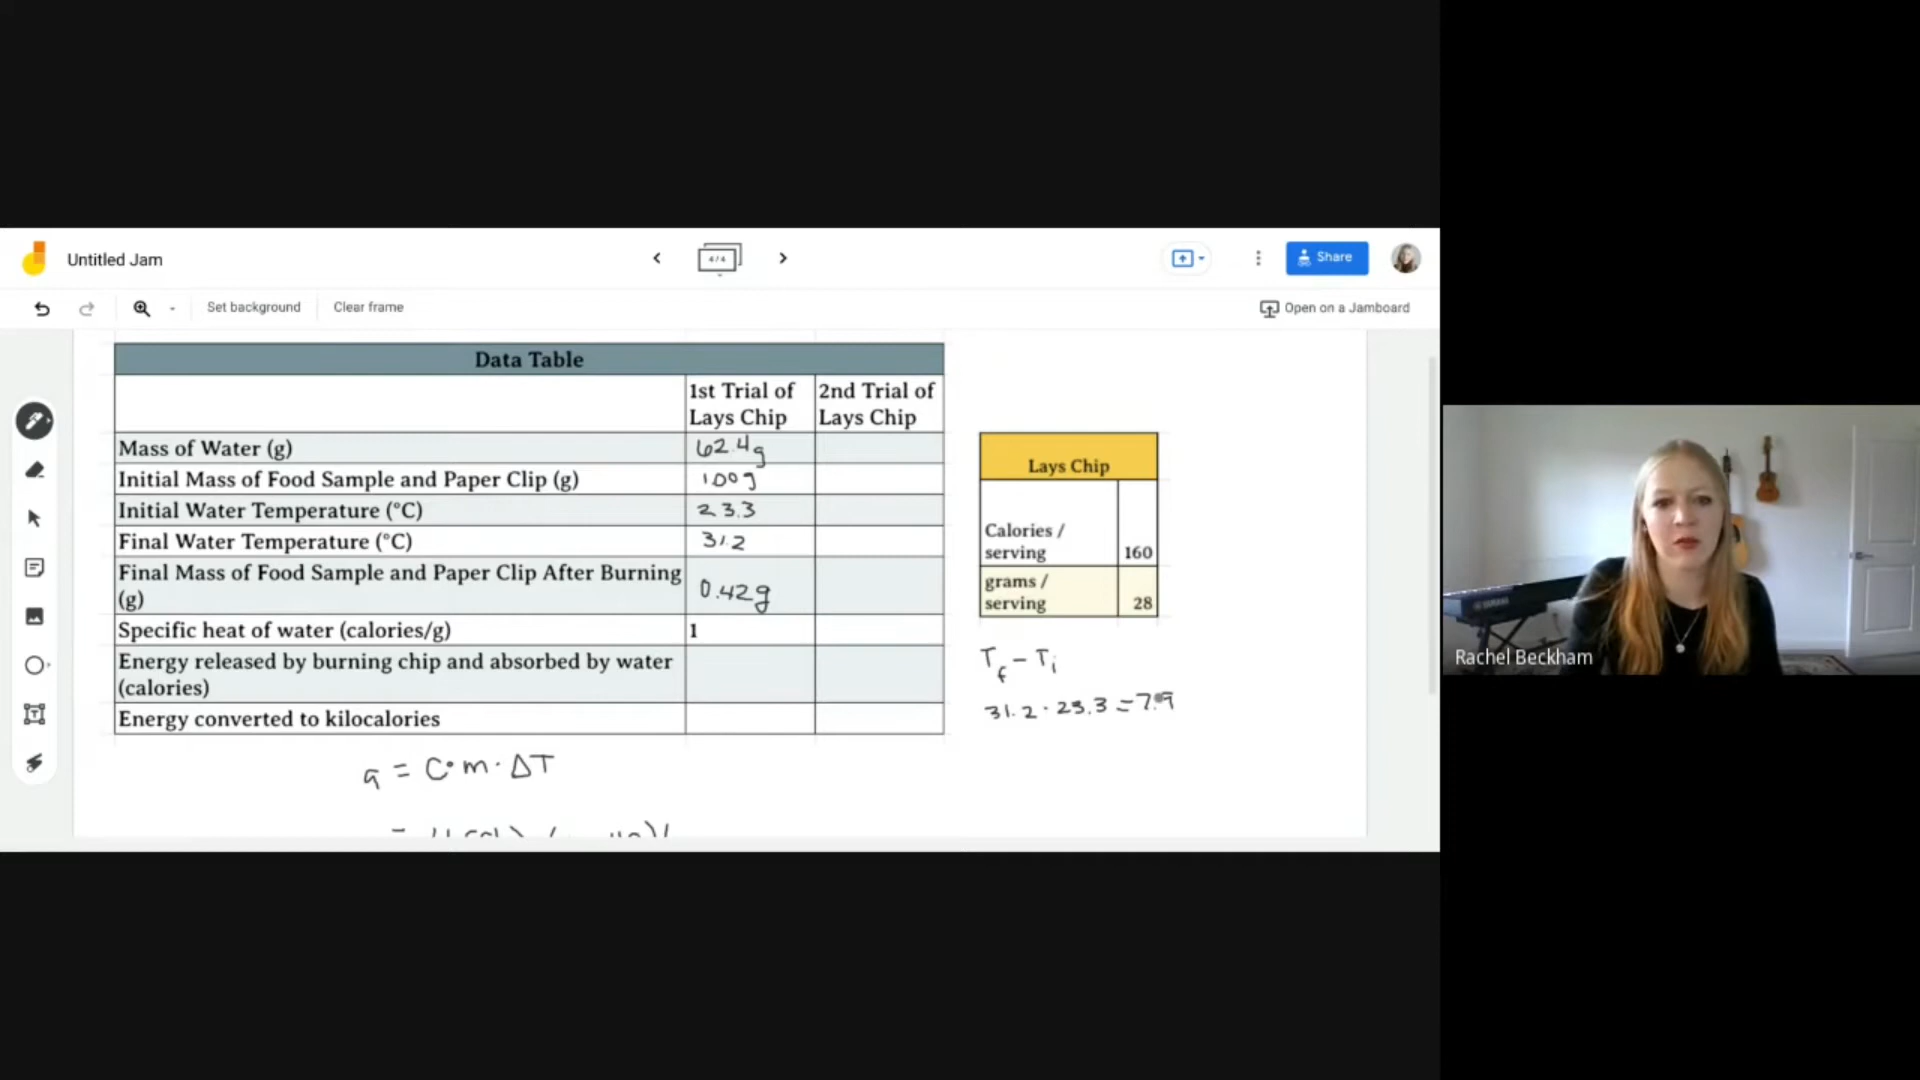 Untitled Jam
4/4
Share
Set background
Clear frame
Open on a Jamboard
Data Table
1st Trial of Lays Chip
2nd Trial of Lays Chip
Mass of Water (g)
62.4g
Initial Mass of Food Sample and Paper Clip (g)
1.00g
Initial Water Temperature (°C)
23.3
Final Water Temperature (°C)
31.2
Final Mass of Food Sample and Paper Clip After Burning
(g)
0.42g
Specific heat of water (calories/g)
1
Energy released by burning chip and absorbed by water
(calories)
Energy converted to kilocalories
Lays Chip
Calories /
serving
160
grams /
serving
28
Tf - Ti
31.2 - 23.3 = 7.9
q = C·m·ΔT
Rachel Beckham